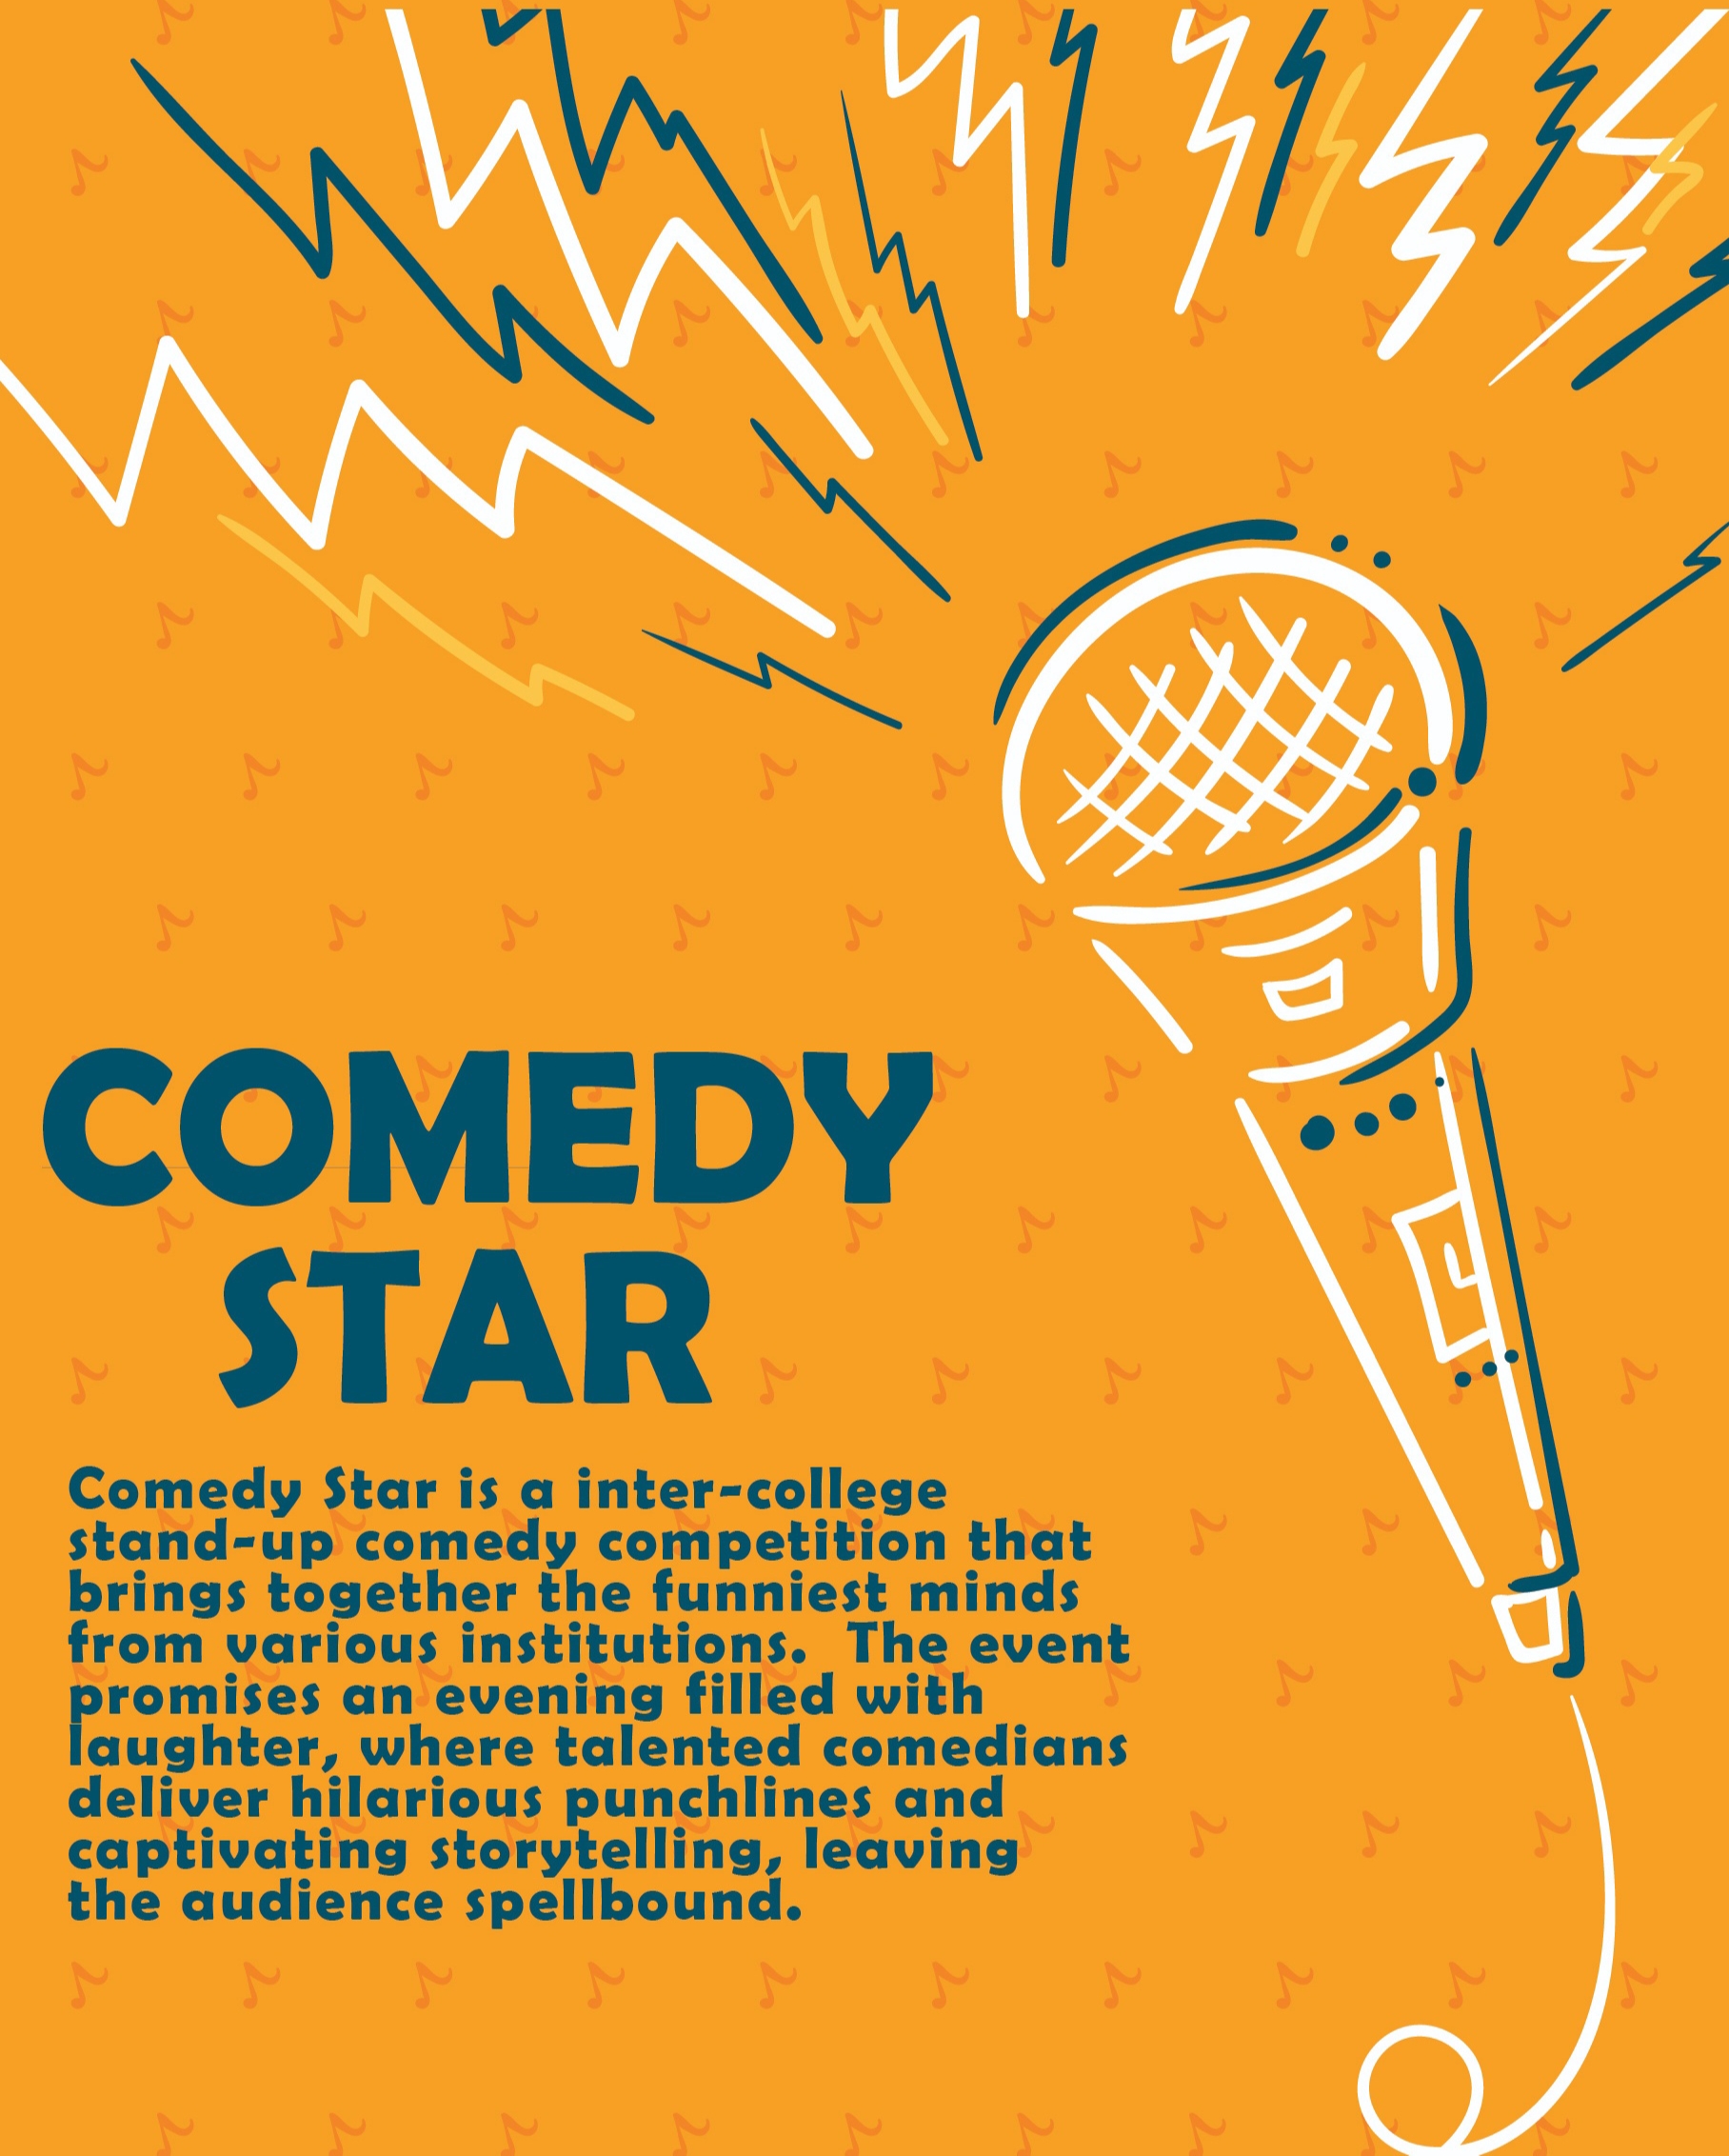 COMEDY
STAR
Comedy Star is a inter-college
stand-up comedy competition that
brings together the funniest minds
from various institutions.  The event
promises an evening filled with
laughter, where talented comedians
deliver hilarious punchlines and
captivating storytelling, leaving
the audience spellbound.